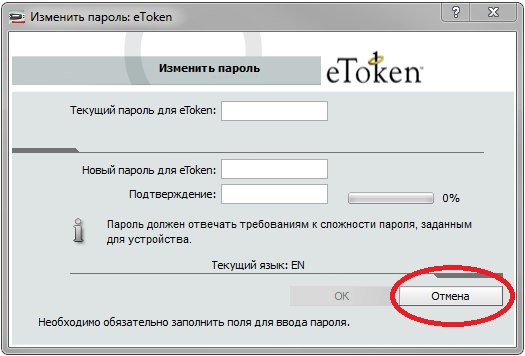 Изменить пароль: eToken
Изменить пароль
eToken™
Текущий пароль для eToken:
Новый пароль для eToken:
Подтверждение:
0%
Пароль должен отвечать требованиям к сложности пароля, заданным
для устройства.
Текущий язык: EN
OK
Отмена
Необходимо обязательно заполнить поля для ввода пароля.